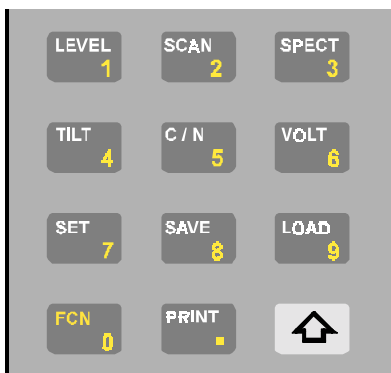 LEVEL SCAN SPECT
1 2 3
TILT C / N VOLT
4 5 6
SET SAVE LOAD
7 8 9
FCN PRINT
0 .